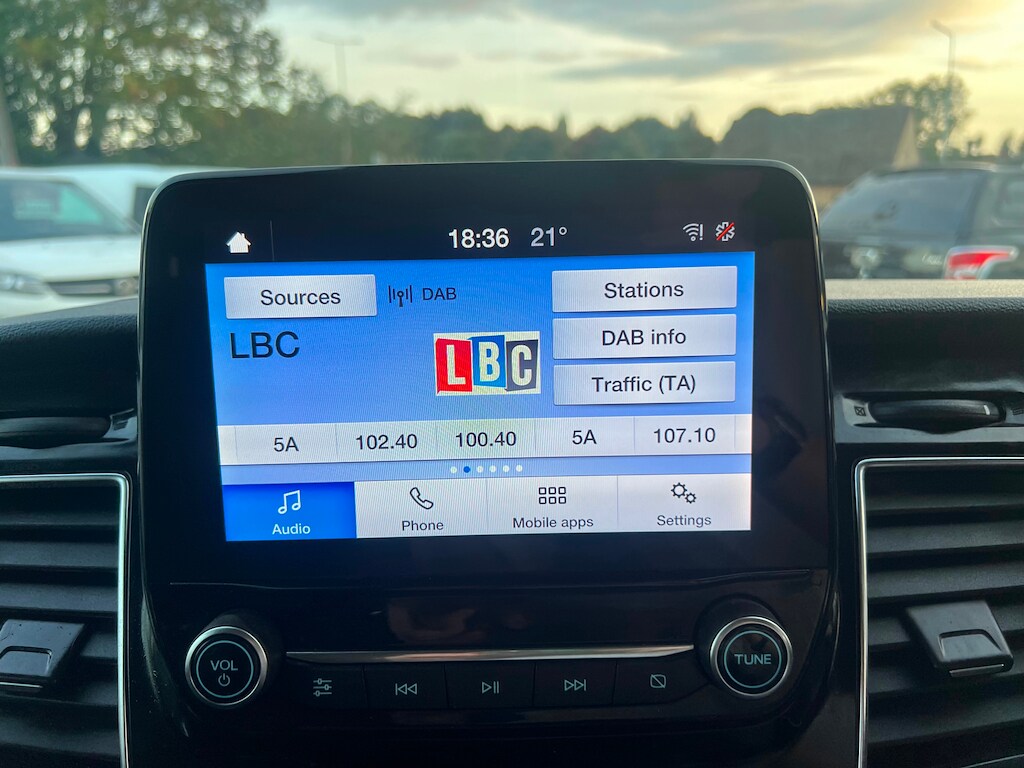 18:36 21°
Sources DAB
Stations
LBC
LBC
DAB info
Traffic (TA)
5A 102.40 100.40 5A 107.10
Audio Phone Mobile apps Settings
VOL
TUNE